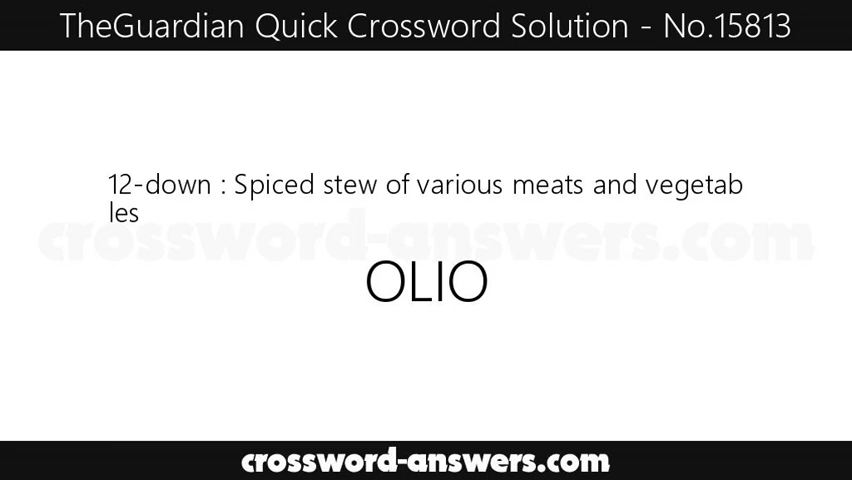 TheGuardian Quick Crossword Solution - No.15813
12-down : Spiced stew of various meats and vegetab
les
crossword-answers.com
OLIO
crossword-answers.com